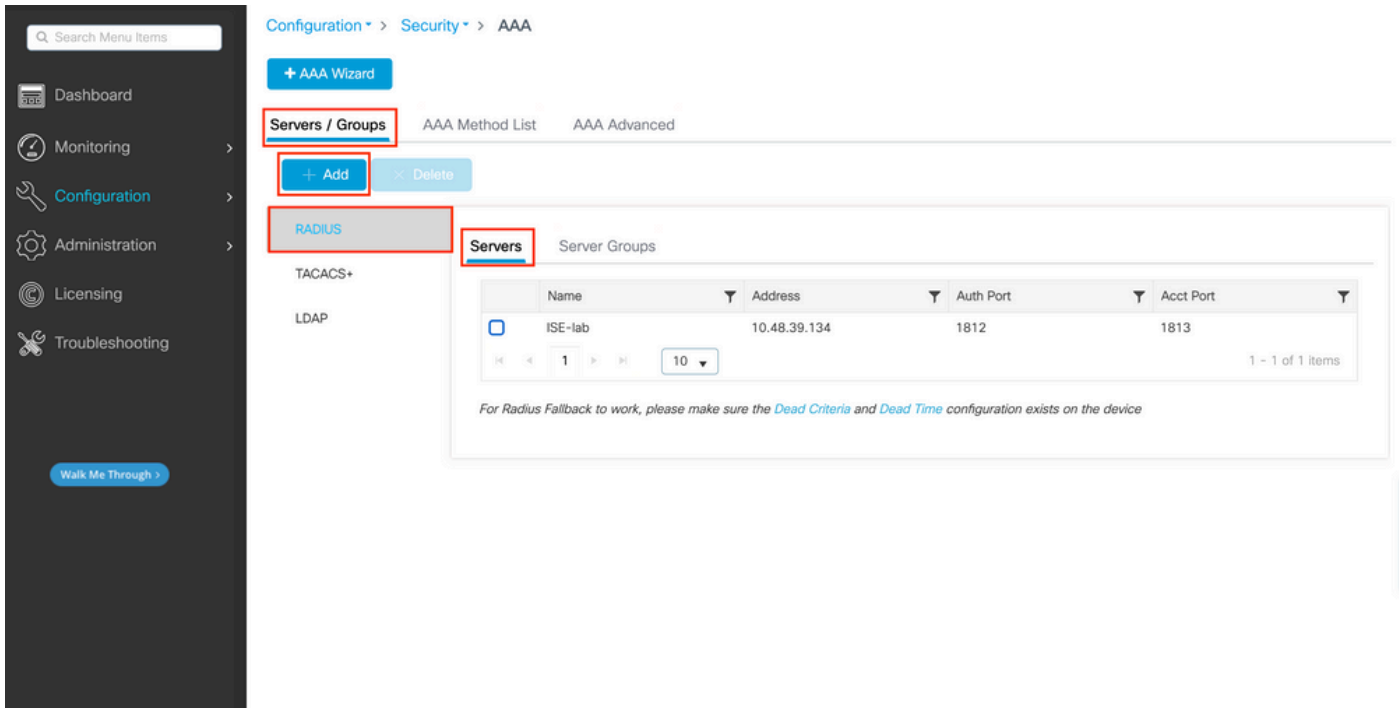 Search Menu Items
Dashboard
Monitoring
Configuration
Administration
Licensing
Troubleshooting
Walk Me Through >
Configuration > Security > AAA
+ AAA Wizard
Servers / Groups AAA Method List AAA Advanced
+ Add × Delete
RADIUS
TACACS+
LDAP
Servers Server Groups
Name Address Auth Port Acct Port
ISE-lab 10.48.39.134 1812 1813
1 10 1 - 1 of 1 items
For Radius Fallback to work, please make sure the Dead Criteria and Dead Time configuration exists on the device